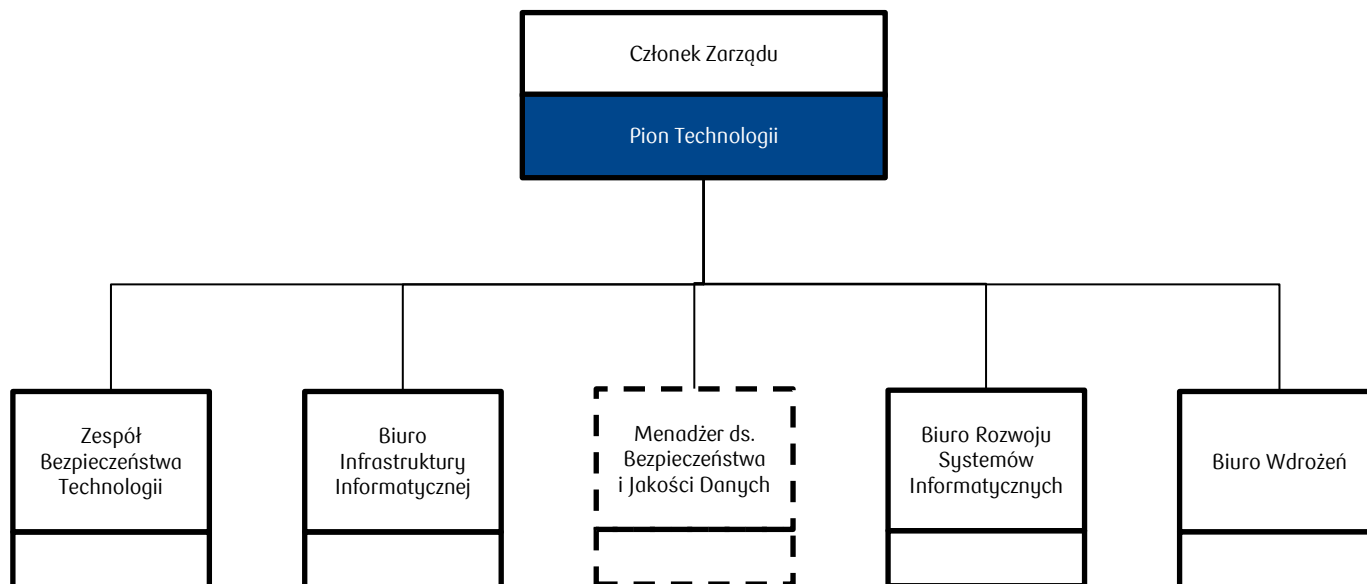 Członek Zarządu
Pion Technologii
Zespół
Bezpieczeństwa
Technologii
Biuro
Infrastruktury
Informatycznej
Menadżer ds.
Bezpieczeństwa
i Jakości Danych
Biuro Rozwoju
Systemów
Informatycznych
Biuro Wdrożeń